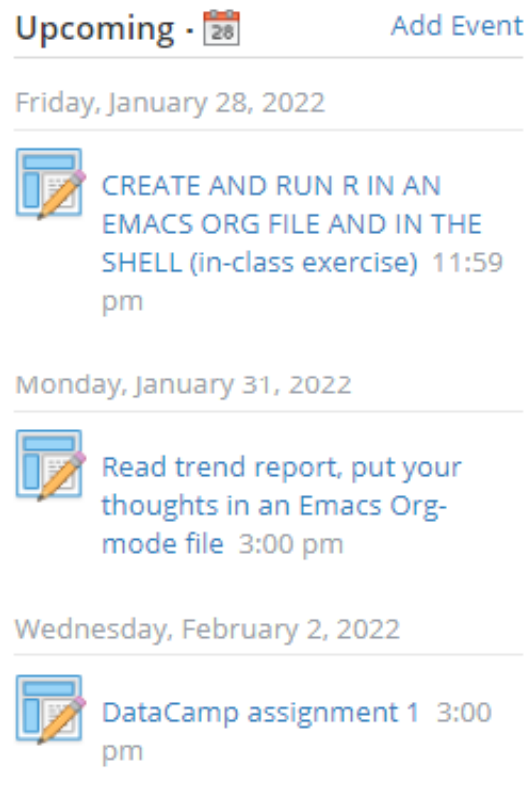 Upcoming · 28 Add Event
Friday, January 28, 2022
CREATE AND RUN R IN AN
EMACS ORG FILE AND IN THE
SHELL (in-class exercise) 11:59
pm
Monday, January 31, 2022
Read trend report, put your
thoughts in an Emacs Org-
mode file 3:00 pm
Wednesday, February 2, 2022
DataCamp assignment 1 3:00
pm